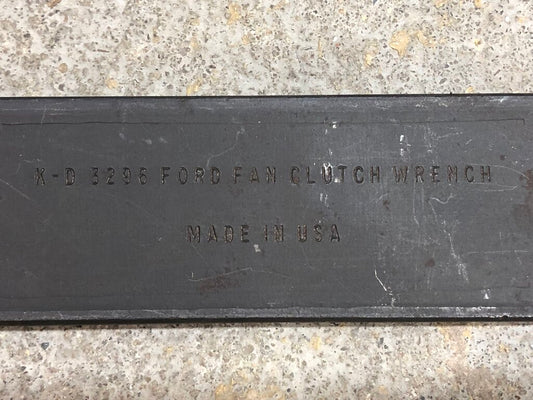 K-D 3296 FORD FAN CLUTCH WRENCH
MADE IN USA